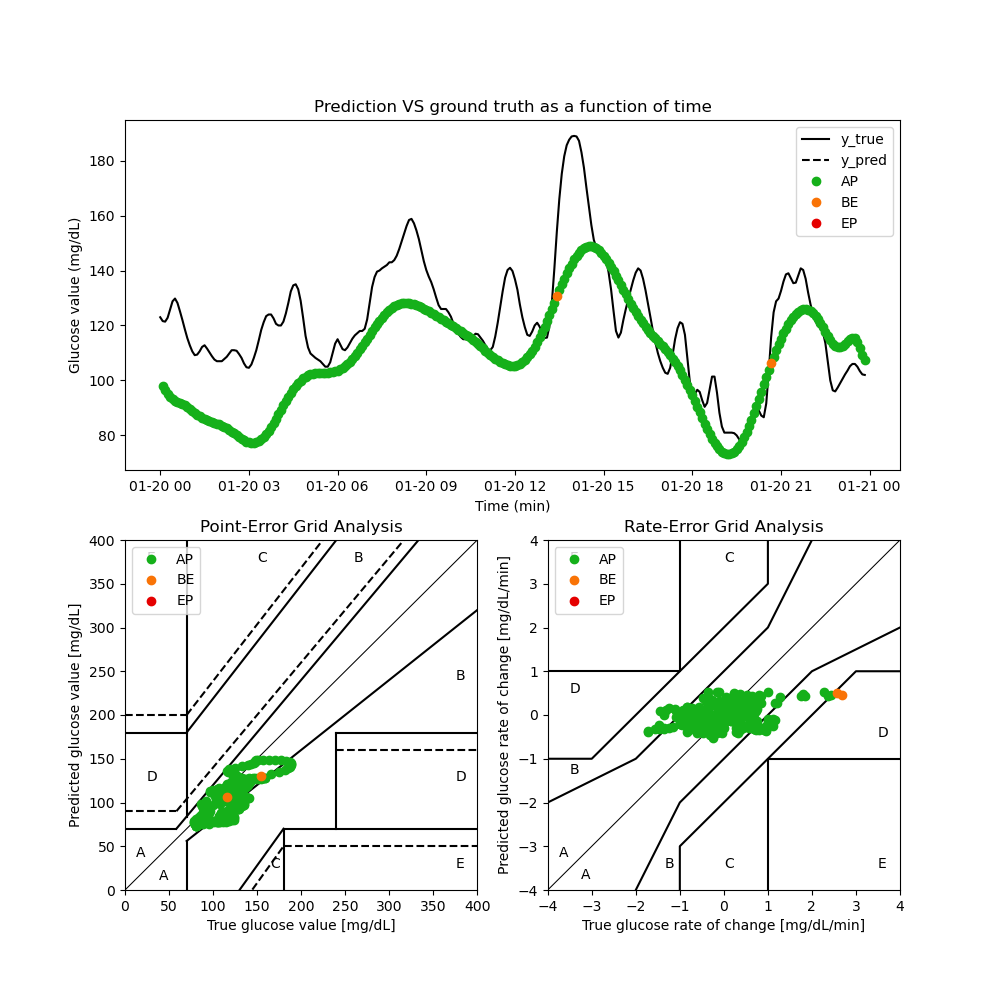 Prediction VS ground truth as a function of time
Glucose value (mg/dL)
180
160
140
120
100
80
y_true
y_pred
AP
BE
EP
01-20 00 01-20 03 01-20 06 01-20 09 01-20 12 01-20 15 01-20 18 01-20 21 01-21 00
Time (min)
Point-Error Grid Analysis
Predicted glucose value [mg/dL]
400
350
300
250
200
150
100
50
0
AP
BE
EP
C
B
B
D
D
A
A
C
E
0 50 100 150 200 250 300 350 400
True glucose value [mg/dL]
Rate-Error Grid Analysis
Predicted glucose rate of change [mg/dL/min]
4
3
2
1
0
−1
−2
−3
−4
AP
BE
EP
C
D
D
B
A
A
B
C
E
−4 −3 −2 −1 0 1 2 3 4
True glucose rate of change [mg/dL/min]